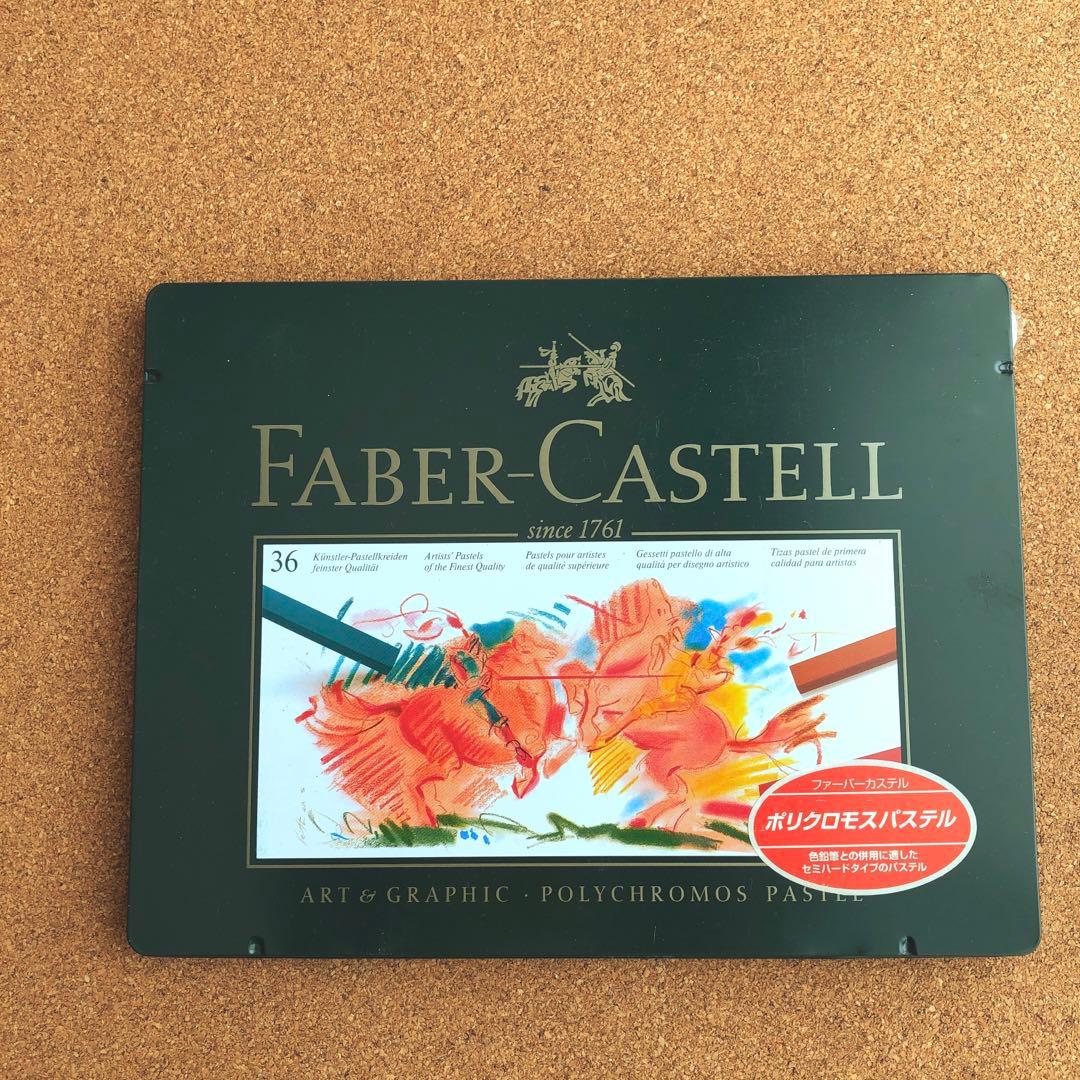 FABER-CASTELL
since 1761
36
Künstler-Pastellkreiden
feinster Qualität
Artists' Pastels
of the Finest Quality
Pastels pour artistes
de qualité supérieure
Gessetti pastello di alta
qualità per disegno artistico
Tizas pastel de primera
calidad para artistas
ファーバーカステル
ポリクロモスパステル
色鉛筆との併用に適した
セミハードタイプのパステル
ART & GRAPHIC · POLYCHROMOS PASTEL